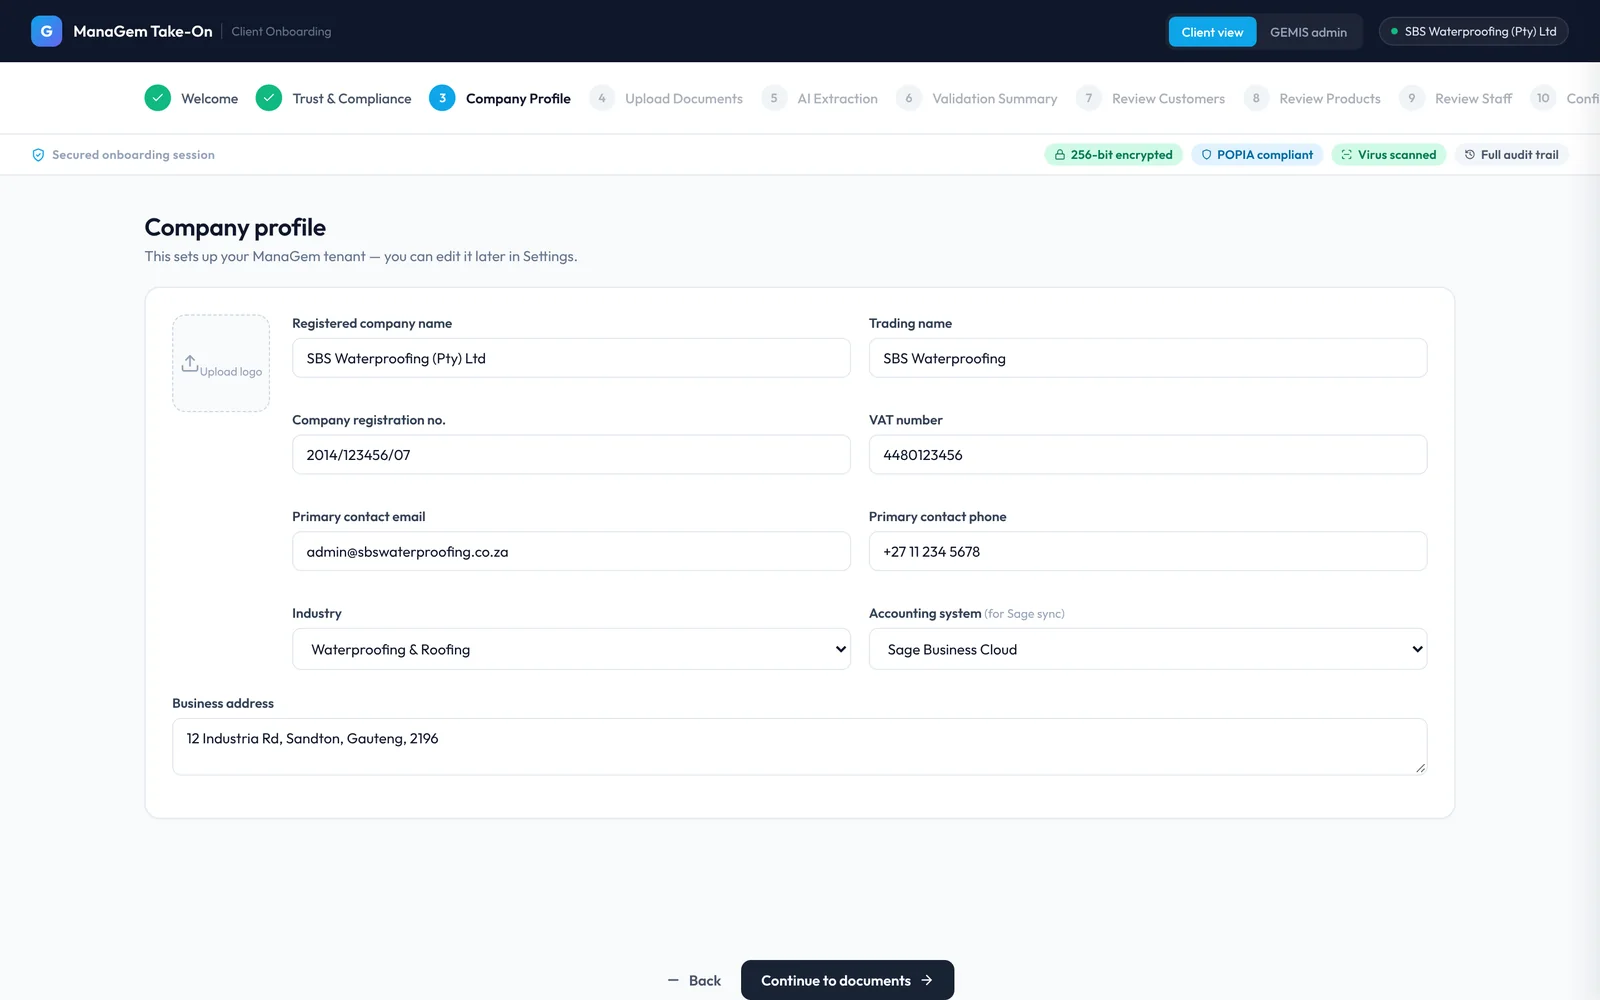 G ManaGem Take-On Client Onboarding Client view GEMIS admin SBS Waterproofing (Pty) Ltd
Welcome Trust & Compliance 3 Company Profile 4 Upload Documents 5 AI Extraction 6 Validation Summary 7 Review Customers 8 Review Products 9 Review Staff 10 Confi
Secured onboarding session 256-bit encrypted POPIA compliant Virus scanned Full audit trail
Company profile
This sets up your ManaGem tenant — you can edit it later in Settings.
Upload logo
Registered company name Trading name
SBS Waterproofing (Pty) Ltd SBS Waterproofing
Company registration no. VAT number
2014/123456/07 4480123456
Primary contact email Primary contact phone
admin@sbswaterproofing.co.za +27 11 234 5678
Industry Accounting system (for Sage sync)
Waterproofing & Roofing Sage Business Cloud
Business address
12 Industria Rd, Sandton, Gauteng, 2196
Back Continue to documents →